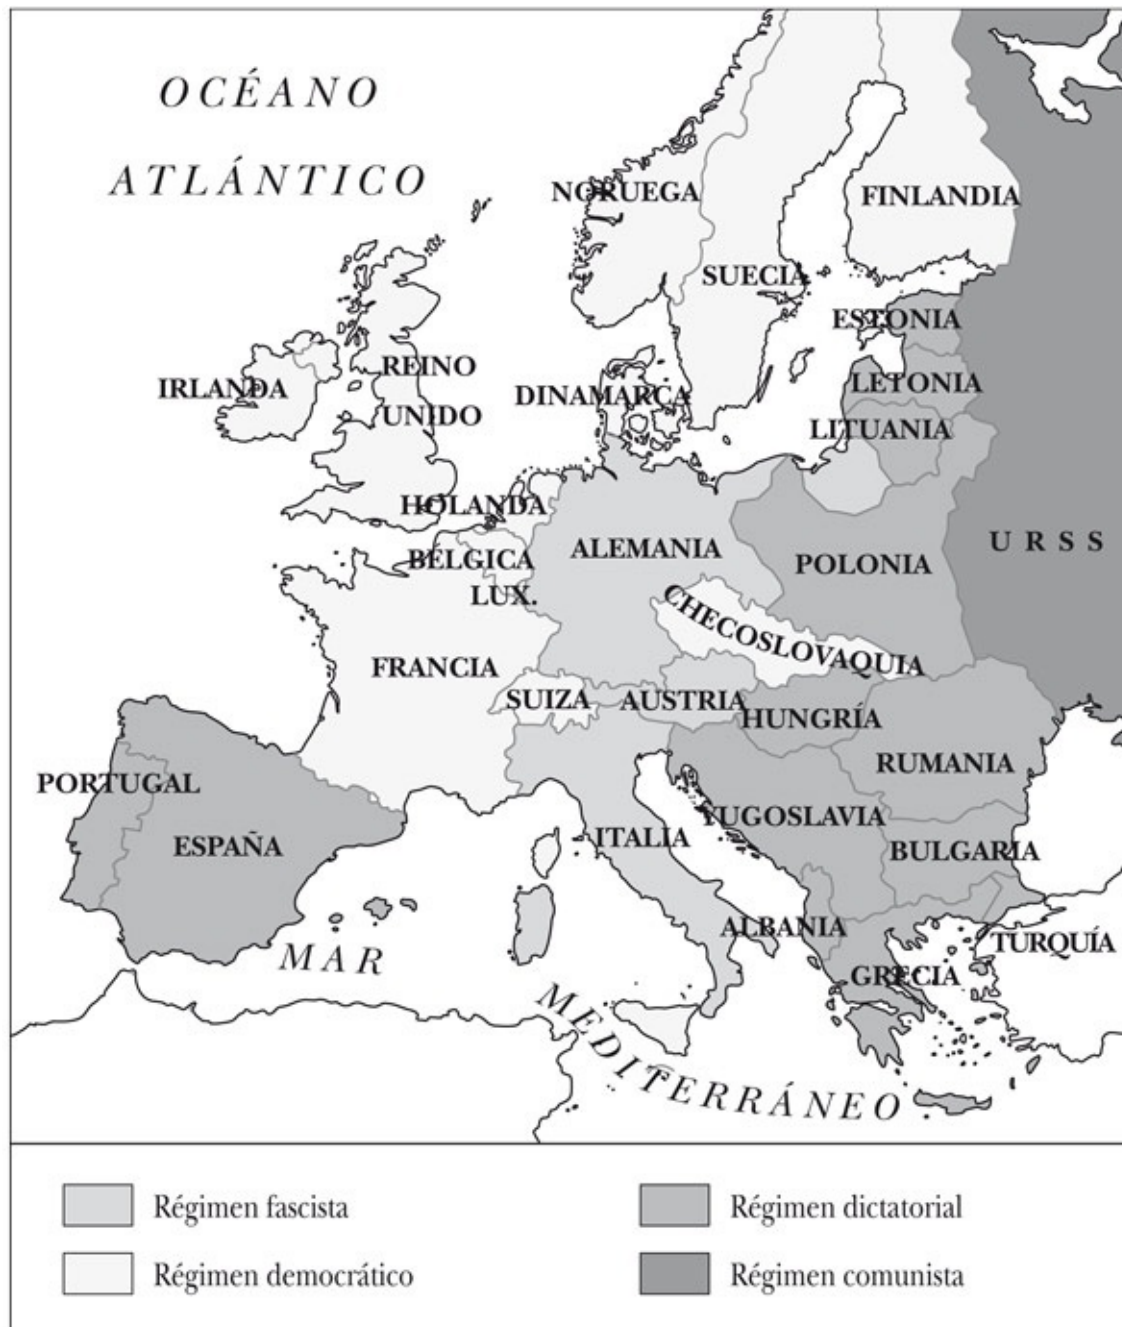 OCÉANO
ATLÁNTICO
NORUEGA
FINLANDIA
SUECIA
ESTONIA
REINO
UNIDO
IRLANDA
DINAMARCA
LETONIA
LITUANIA
HOLANDA
BÉLGICA
LUX.
ALEMANIA
POLONIA
URSS
CHECOSLOVAQUIA
FRANCIA
SUIZA
AUSTRIA
HUNGRÍA
RUMANIA
PORTUGAL
ESPAÑA
ITALIA
YUGOSLAVIA
BULGARIA
ALBANIA
GRECIA
TURQUÍA
MAR
MEDITERRÁNEO
Régimen fascista
Régimen dictatorial
Régimen democrático
Régimen comunista